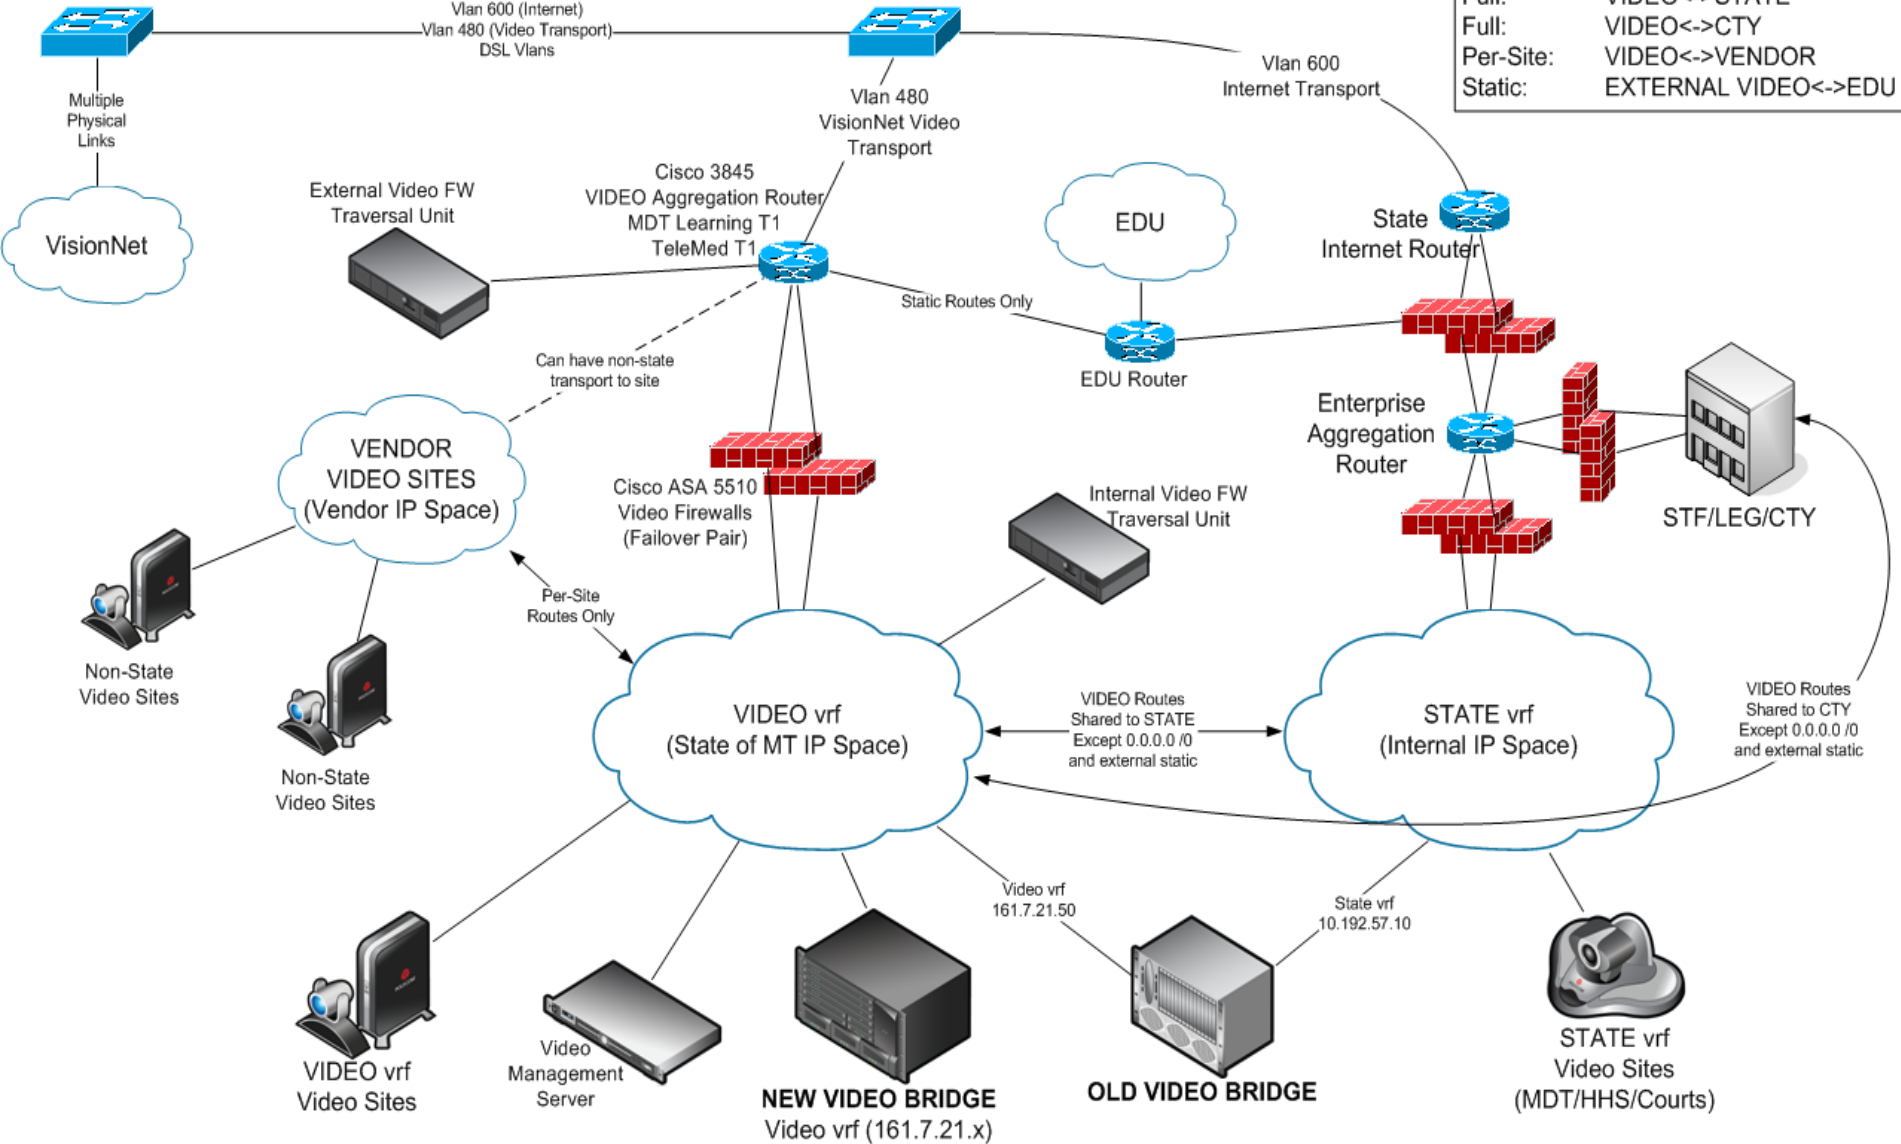 Vlan 600 (Internet)
Vlan 480 (Video Transport)
DSL Vlans
Full: VIDEO<->STATE
Full: VIDEO<->CTY
Per-Site: VIDEO<->VENDOR
Static: EXTERNAL VIDEO<->EDU
Vlan 600
Internet Transport
Multiple
Physical
Links
Vlan 480
VisionNet Video
Transport
VisionNet
External Video FW
Traversal Unit
Cisco 3845
VIDEO Aggregation Router
MDT Learning T1
TeleMed T1
EDU
State
Internet Router
Static Routes Only
EDU Router
Can have non-state
transport to site
Enterprise
Aggregation
Router
STF/LEG/CTY
VENDOR
VIDEO SITES
(Vendor IP Space)
Cisco ASA 5510
Video Firewalls
(Failover Pair)
Internal Video FW
Traversal Unit
Per-Site
Routes Only
Non-State
Video Sites
Non-State
Video Sites
VIDEO vrf
(State of MT IP Space)
VIDEO Routes
Shared to STATE
Except 0.0.0.0 /0
and external static
STATE vrf
(Internal IP Space)
VIDEO Routes
Shared to CTY
Except 0.0.0.0 /0
and external static
Video vrf
161.7.21.50
State vrf
10.192.57.10
VIDEO vrf
Video Sites
Video
Management
Server
NEW VIDEO BRIDGE
Video vrf (161.7.21.x)
OLD VIDEO BRIDGE
STATE vrf
Video Sites
(MDT/HHS/Courts)